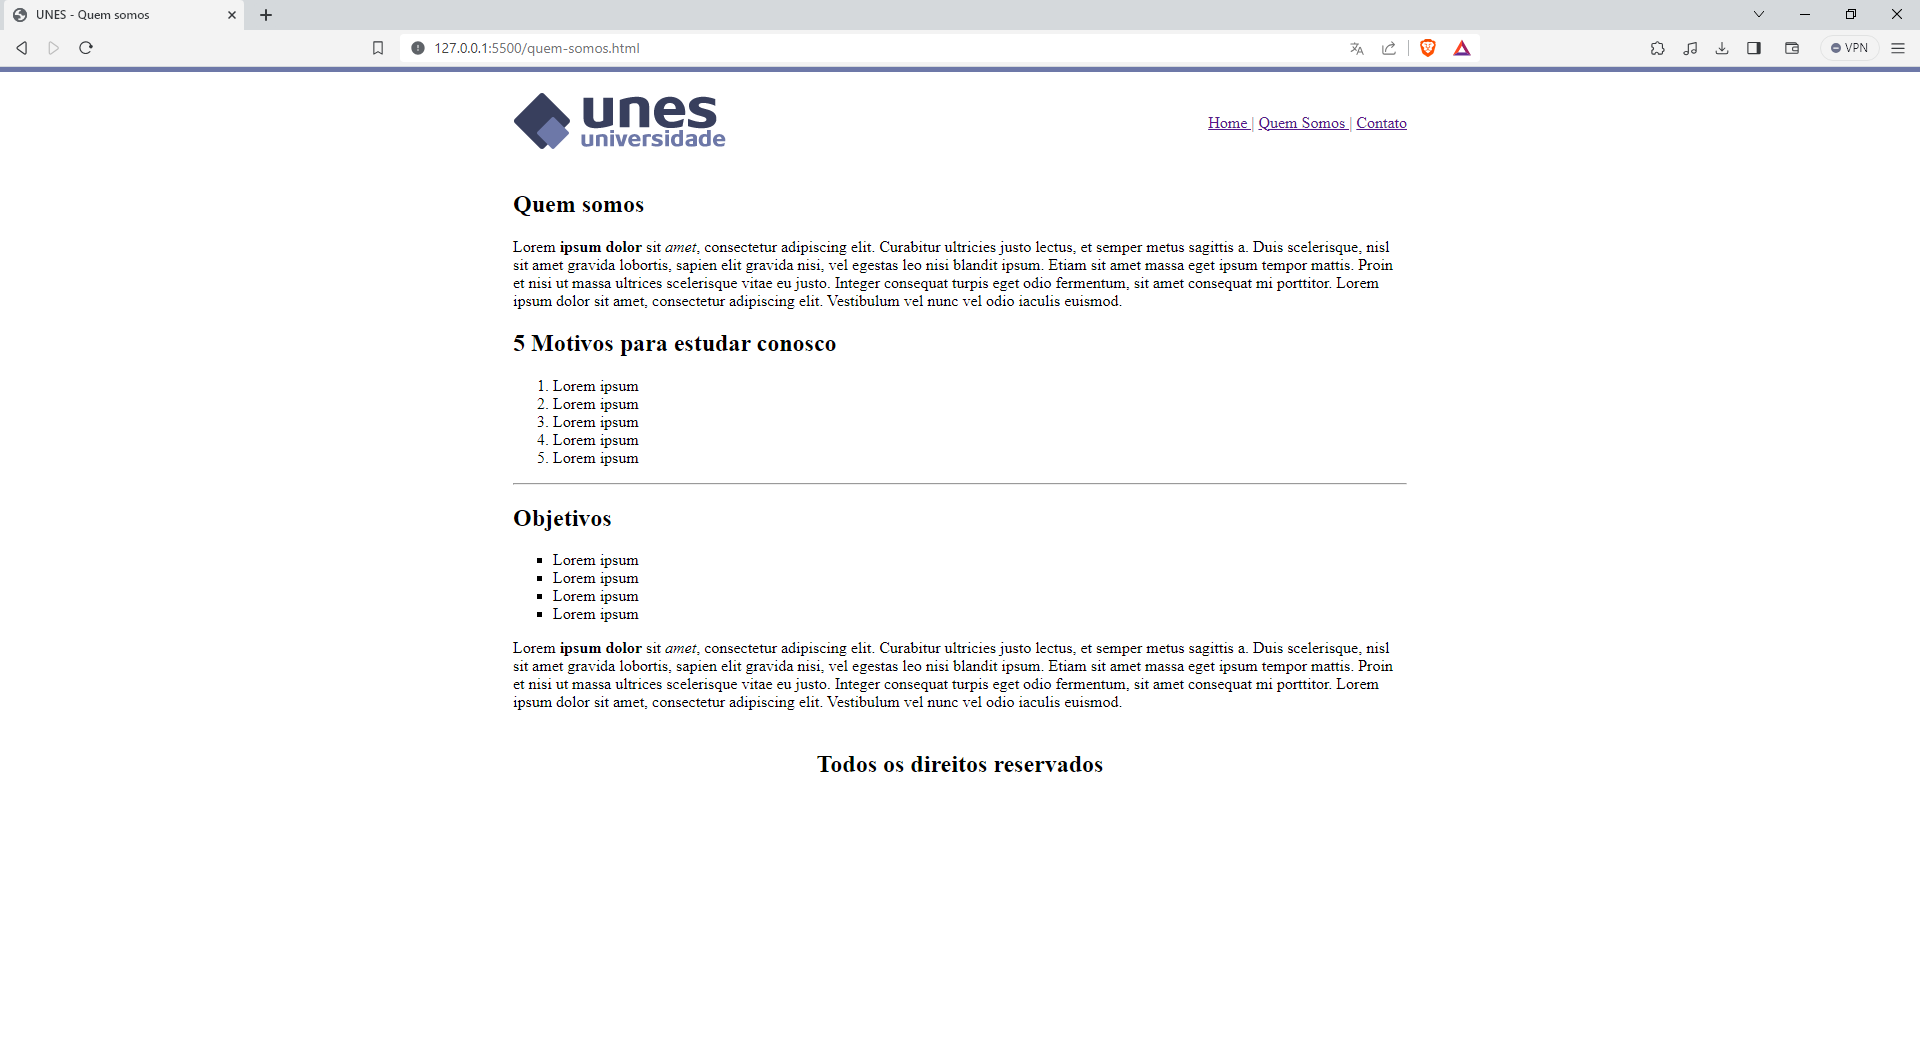 UNES - Quem somos
127.0.0.1:5500/quem-somos.html
VPN
unes
universidade
Home | Quem Somos | Contato
Quem somos
Lorem ipsum dolor sit amet, consectetur adipiscing elit. Curabitur ultricies justo lectus, et semper metus sagittis a. Duis scelerisque, nisl
sit amet gravida lobortis, sapien elit gravida nisi, vel egestas leo nisi blandit ipsum. Etiam sit amet massa eget ipsum tempor mattis. Proin
et nisi ut massa ultrices scelerisque vitae eu justo. Integer consequat turpis eget odio fermentum, sit amet consequat mi porttitor. Lorem
ipsum dolor sit amet, consectetur adipiscing elit. Vestibulum vel nunc vel odio iaculis euismod.
5 Motivos para estudar conosco
1. Lorem ipsum
2. Lorem ipsum
3. Lorem ipsum
4. Lorem ipsum
5. Lorem ipsum
Objetivos
▪ Lorem ipsum
▪ Lorem ipsum
▪ Lorem ipsum
▪ Lorem ipsum
Lorem ipsum dolor sit amet, consectetur adipiscing elit. Curabitur ultricies justo lectus, et semper metus sagittis a. Duis scelerisque, nisl
sit amet gravida lobortis, sapien elit gravida nisi, vel egestas leo nisi blandit ipsum. Etiam sit amet massa eget ipsum tempor mattis. Proin
et nisi ut massa ultrices scelerisque vitae eu justo. Integer consequat turpis eget odio fermentum, sit amet consequat mi porttitor. Lorem
ipsum dolor sit amet, consectetur adipiscing elit. Vestibulum vel nunc vel odio iaculis euismod.
Todos os direitos reservados